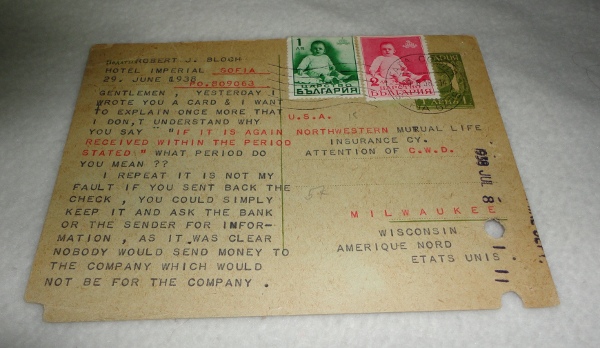 ROBERT J. BLOCH
HOTEL IMPERIAL SOFIA
29. JUNE 1938
PO.809063
GENTLEMEN , YESTERDAY I
WROTE YOU A CARD & I WANT
TO EXPLAIN ONCE MORE THAT
I DON,T UNDERSTAND WHY
YOU SAY " IF IT IS AGAIN
RECEIVED WITHIN THE PERIOD
STATED " WHAT PERIOD DO
YOU MEAN ??
I REPEAT IT IS NOT MY
FAULT IF YOU SENT BACK THE
CHECK , YOU COULD SIMPLY
KEEP IT AND ASK THE BANK
OR THE SENDER FOR INFOR-
MATION , AS IT WAS CLEAR
NOBODY WOULD SEND MONEY TO
THE COMPANY WHICH WOULD
NOT BE FOR THE COMPANY .
1 ЛВ
ЦАРСТВО
БЪЛГАРИЯ
2
БЪЛГАРИЯ
U.S.A.
15
NORTHWESTERN MUTUAL LIFE
INSURANCE CY.
ATTENTION OF C.W.D.
MILWAUKEE
WISCONSIN
AMERIQUE NORD
ETATS UNIS
1938 JUL 8
11